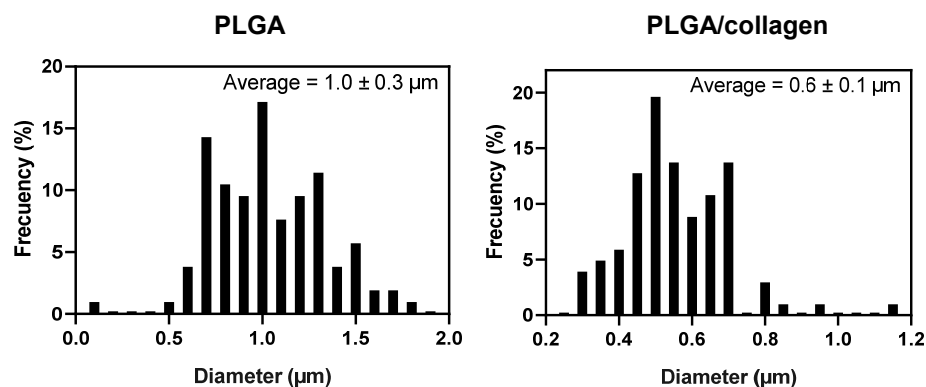 PLGA
Average = 1.0 ± 0.3 µm
Frecuency (%)
20
15
10
5
0
0.0 0.5 1.0 1.5 2.0
Diameter (µm)
PLGA/collagen
Average = 0.6 ± 0.1 µm
Frecuency (%)
20
15
10
5
0
0.2 0.4 0.6 0.8 1.0 1.2
Diameter (µm)